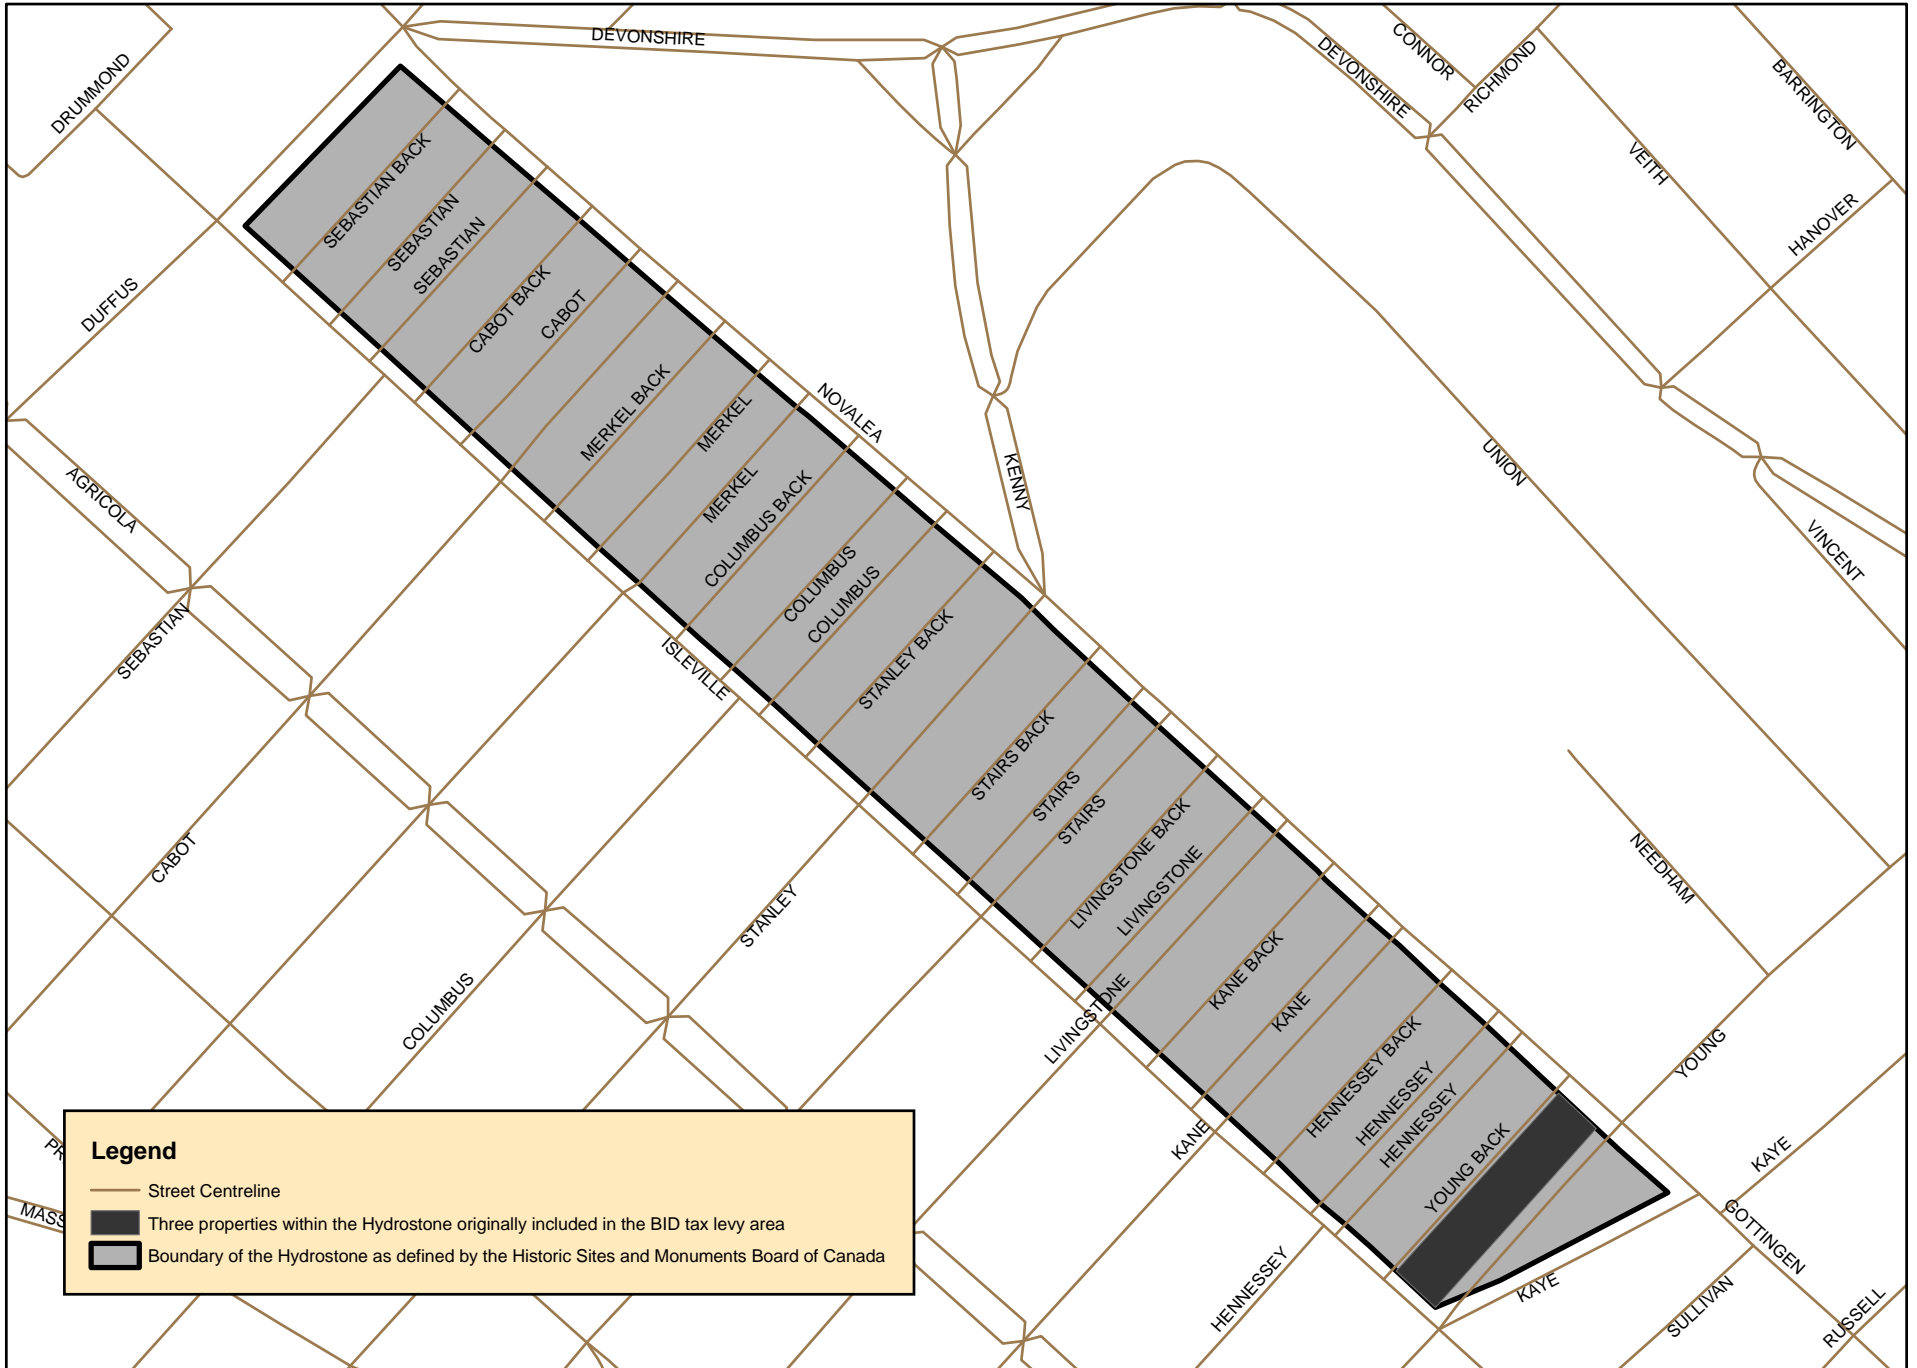 DEVONSHIRE
DEVONSHIRE
CONNOR
RICHMOND
BARRINGTON
DRUMMOND
VEITH
HANOVER
SEBASTIAN BACK
SEBASTIAN
SEBASTIAN
DUFFUS
CABOT BACK
CABOT
MERKEL BACK
MERKEL
NOVALEA
MERKEL
COLUMBUS BACK
KENNY
UNION
AGRICOLA
VINCENT
COLUMBUS
COLUMBUS
SEBASTIAN
ISLEVILLE
STANLEY BACK
STAIRS BACK
STAIRS
STAIRS
CABOT
LIVINGSTONE BACK
LIVINGSTONE
NEEDHAM
STANLEY
KANE BACK
KANE
COLUMBUS
LIVINGSTONE
HENNESSEY BACK
HENNESSEY
HENNESSEY
YOUNG
KANE
YOUNG BACK
KAYE
GOTTINGEN
KAYE
HENNESSEY
SULLIVAN
RUSSELL
PR
MASS
Legend
Street Centreline
Three properties within the Hydrostone originally included in the BID tax levy area
Boundary of the Hydrostone as defined by the Historic Sites and Monuments Board of Canada